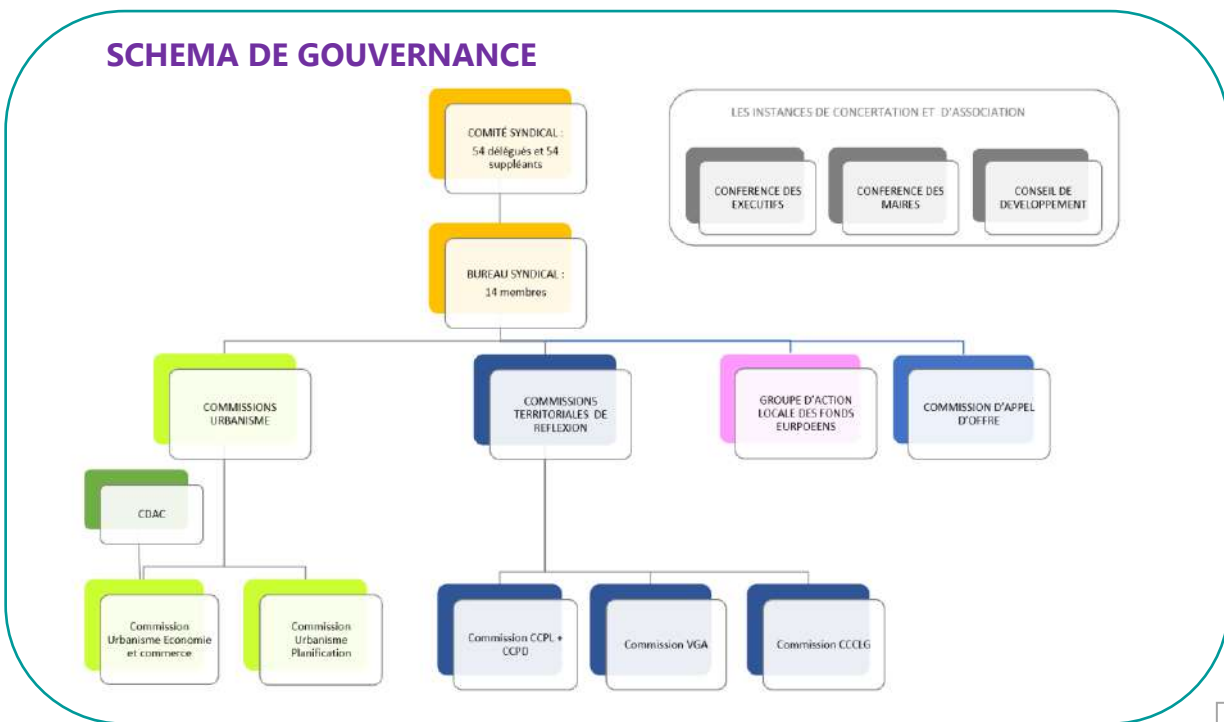 SCHEMA DE GOUVERNANCE
LES INSTANCES DE CONCERTATION ET D'ASSOCIATION
COMITÉ SYNDICAL :
54 délégués et 54
suppléants
CONFERENCE DES
EXECUTIFS
CONFERENCE DES
MAIRES
CONSEIL DE
DEVELOPPEMENT
BUREAU SYNDICAL :
14 membres
COMMISSIONS
URBANISME
COMMISSIONS
TERRITORIALES DE
REFLEXION
GROUPE D'ACTION
LOCALE DES FONDS
EURPOEENS
COMMISSION D'APPEL
D'OFFRE
CDAC
Commission
Urbanisme Economie
et commerce
Commission
Urbanisme
Planification
Commission CCPL +
CCPD
Commission VGA
Commission CCCLG